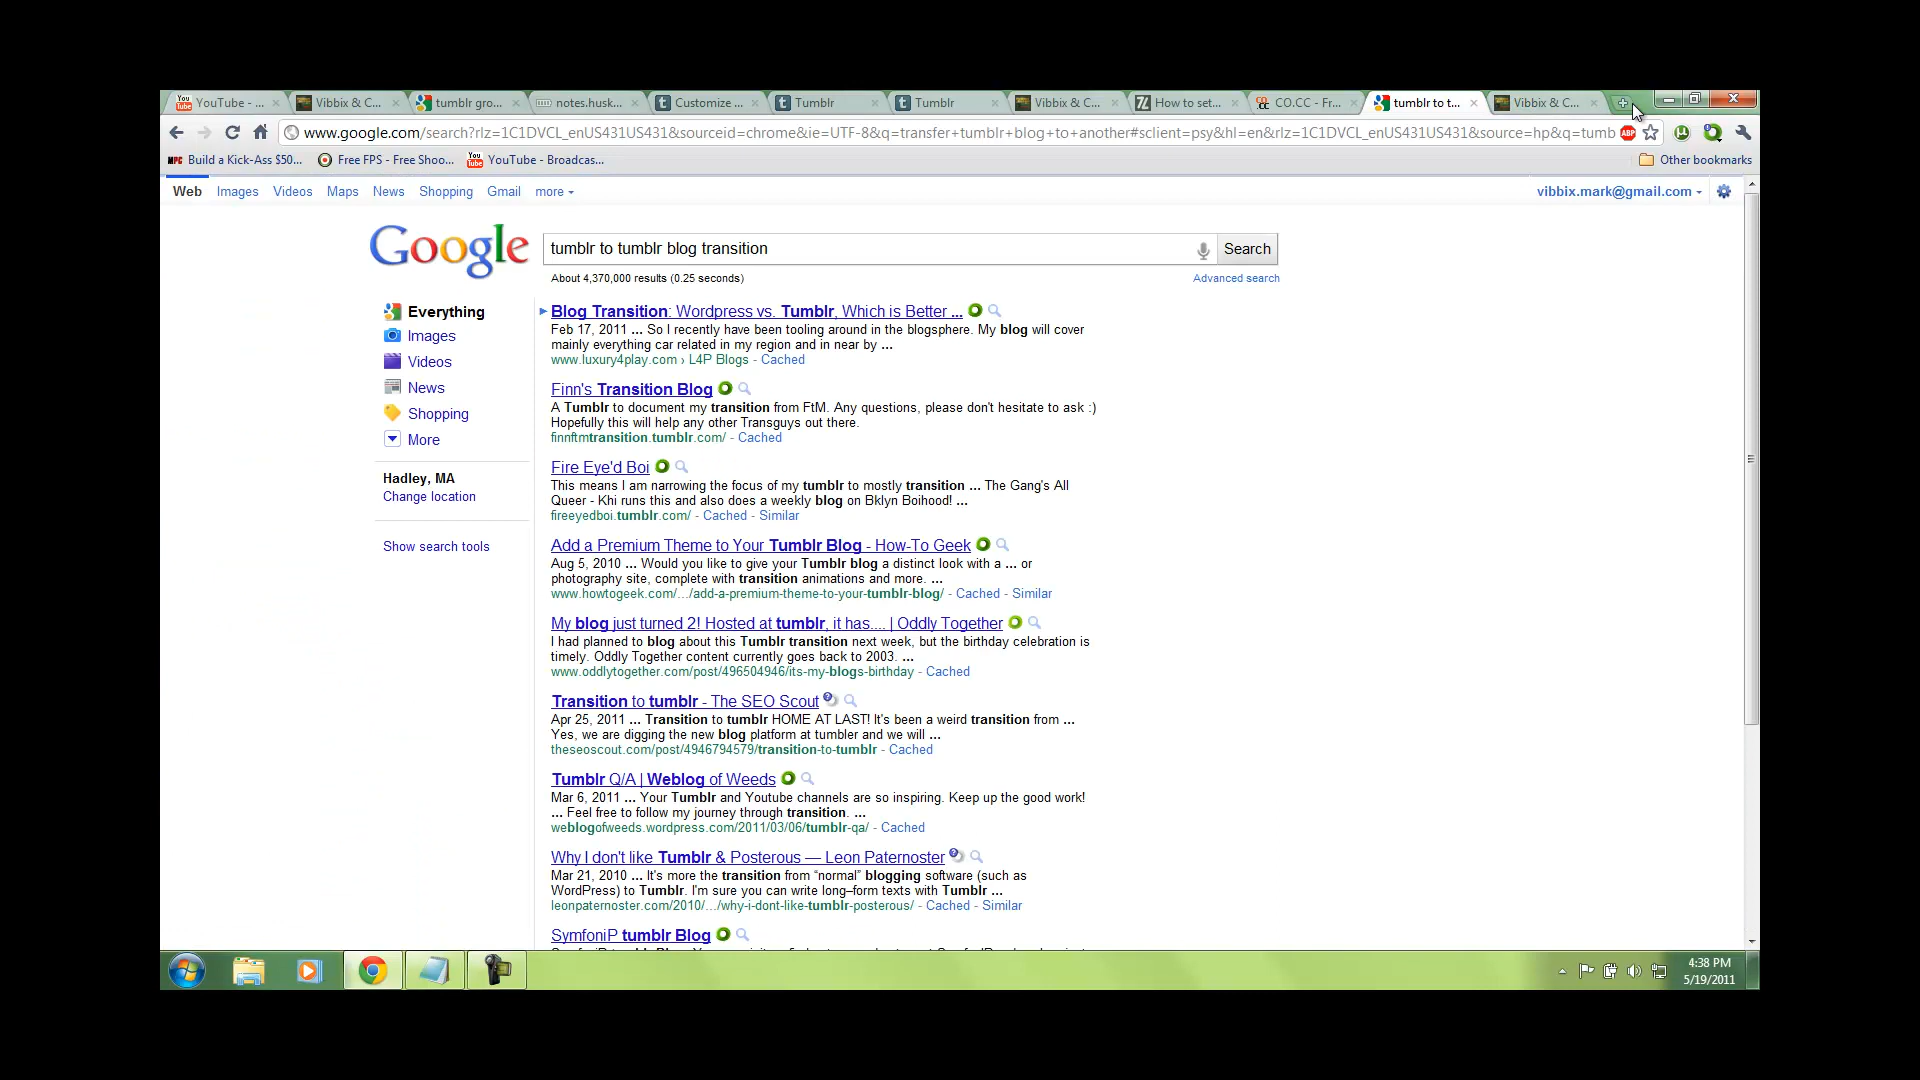 YouTube - ...
Vibbix & C...
tumblr gro...
notes.husk...
Customize ...
Tumblr
Tumblr
Vibbix & C...
How to set...
CO.CC - Fr...
tumblr to t...
Vibbix & C...
www.google.com/search?rlz=1C1DVCL_enUS431US431&sourceid=chrome&ie=UTF-8&q=transfer+tumblr+blog+to+another#sclient=psy&hl=en&rlz=1C1DVCL_enUS431US431&source=hp&q=tumb
ABP
Build a Kick-Ass $50...
Free FPS - Free Shoo...
YouTube - Broadcas...
Other bookmarks
Web Images Videos Maps News Shopping Gmail more
vibbix.mark@gmail.com
Google
tumblr to tumblr blog transition
Search
About 4,370,000 results (0.25 seconds)
Advanced search
Everything
Images
Videos
News
Shopping
More
Hadley, MA
Change location
Show search tools
Blog Transition: Wordpress vs. Tumblr, Which is Better ...
Feb 17, 2011 ... So I recently have been tooling around in the blogsphere. My blog will cover
mainly everything car related in my region and in near by ...
www.luxury4play.com › L4P Blogs - Cached
Finn's Transition Blog
A Tumblr to document my transition from FtM. Any questions, please don't hesitate to ask :)
Hopefully this will help any other Transguys out there.
finnftmtransition.tumblr.com/ - Cached
Fire Eye'd Boi
This means I am narrowing the focus of my tumblr to mostly transition ... The Gang's All
Queer - Khi runs this and also does a weekly blog on Bklyn Boihood! ...
fireeyedboi.tumblr.com/ - Cached - Similar
Add a Premium Theme to Your Tumblr Blog - How-To Geek
Aug 5, 2010 ... Would you like to give your Tumblr blog a distinct look with a ... or
photography site, complete with transition animations and more. ...
www.howtogeek.com/.../add-a-premium-theme-to-your-tumblr-blog/ - Cached - Similar
My blog just turned 2! Hosted at tumblr, it has.... | Oddly Together
I had planned to blog about this Tumblr transition next week, but the birthday celebration is
timely. Oddly Together content currently goes back to 2003. ...
www.oddlytogether.com/post/496504946/its-my-blogs-birthday - Cached
Transition to tumblr - The SEO Scout
Apr 25, 2011 ... Transition to tumblr HOME AT LAST! It's been a weird transition from ...
Yes, we are digging the new blog platform at tumbler and we will ...
theseoscout.com/post/4946794579/transition-to-tumblr - Cached
Tumblr Q/A | Weblog of Weeds
Mar 6, 2011 ... Your Tumblr and Youtube channels are so inspiring. Keep up the good work!
... Feel free to follow my journey through transition. ...
weblogofweeds.wordpress.com/2011/03/06/tumblr-qa/ - Cached
Why I don't like Tumblr & Posterous — Leon Paternoster
Mar 21, 2010 ... It's more the transition from “normal” blogging software (such as
WordPress) to Tumblr. I'm sure you can write long–form texts with Tumblr ...
leonpaternoster.com/2010/.../why-i-dont-like-tumblr-posterous/ - Cached - Similar
SymfoniP tumblr Blog
4:38 PM
5/19/2011